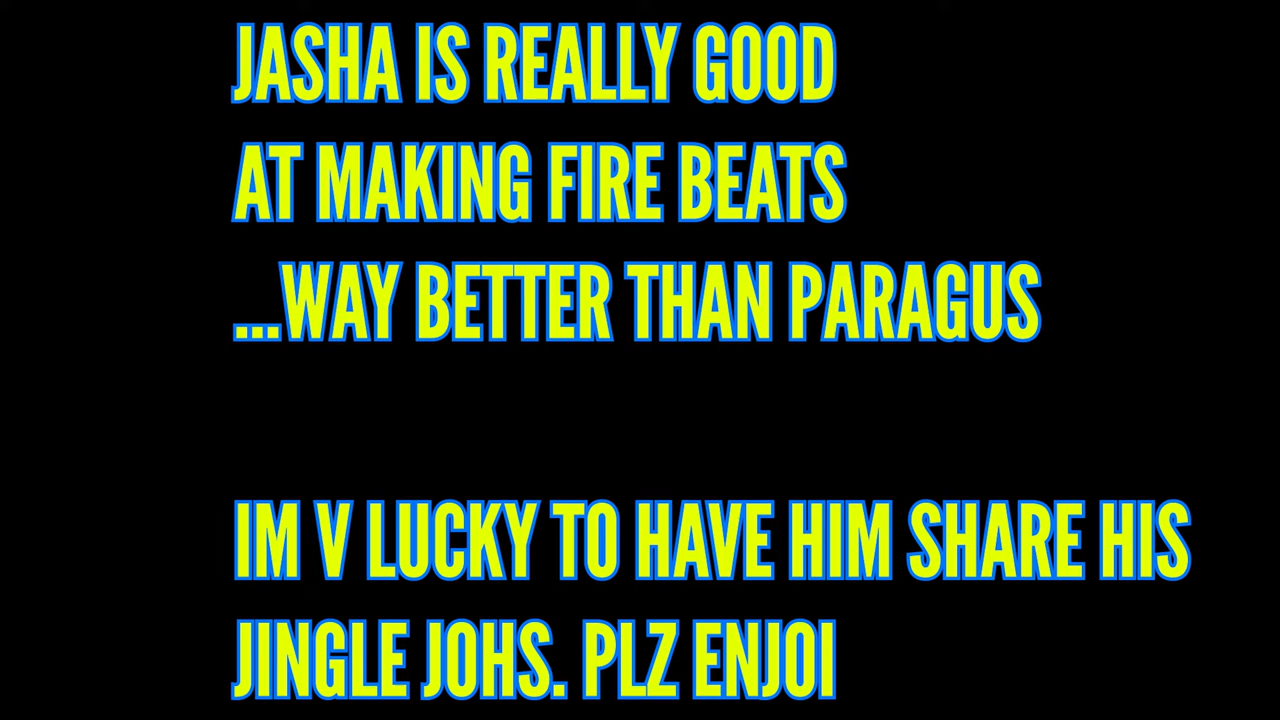 JASHA IS REALLY GOOD
AT MAKING FIRE BEATS
...WAY BETTER THAN PARAGUS
IM V LUCKY TO HAVE HIM SHARE HIS
JINGLE JOHS. PLZ ENJOI